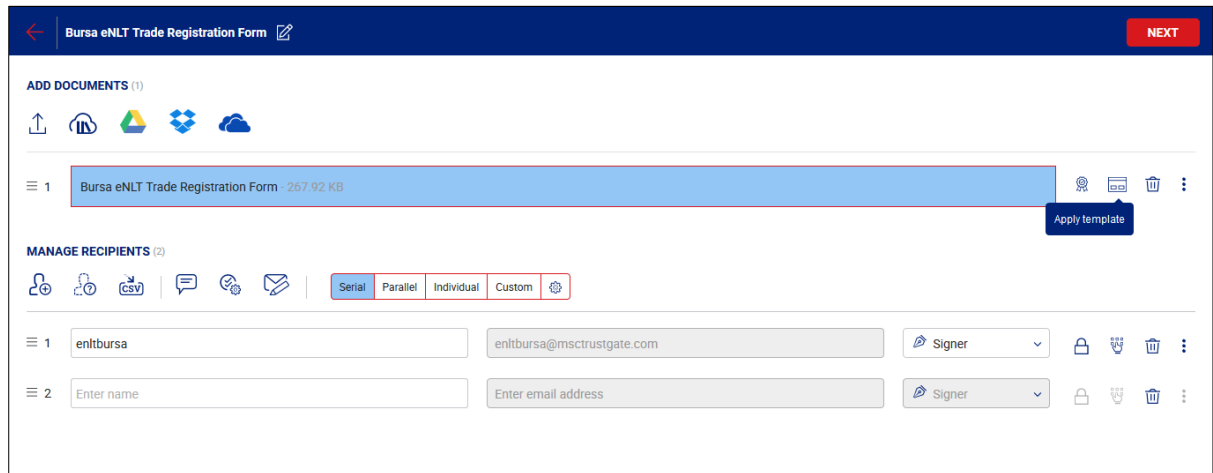 Bursa eNLT Trade Registration Form
NEXT
ADD DOCUMENTS (1)
1 Bursa eNLT Trade Registration Form - 267.92 KB
Apply template
MANAGE RECIPIENTS (2)
CSV
Serial Parallel Individual Custom
1 enltbursa enltbursa@msctrustgate.com Signer
2 Enter name Enter email address Signer